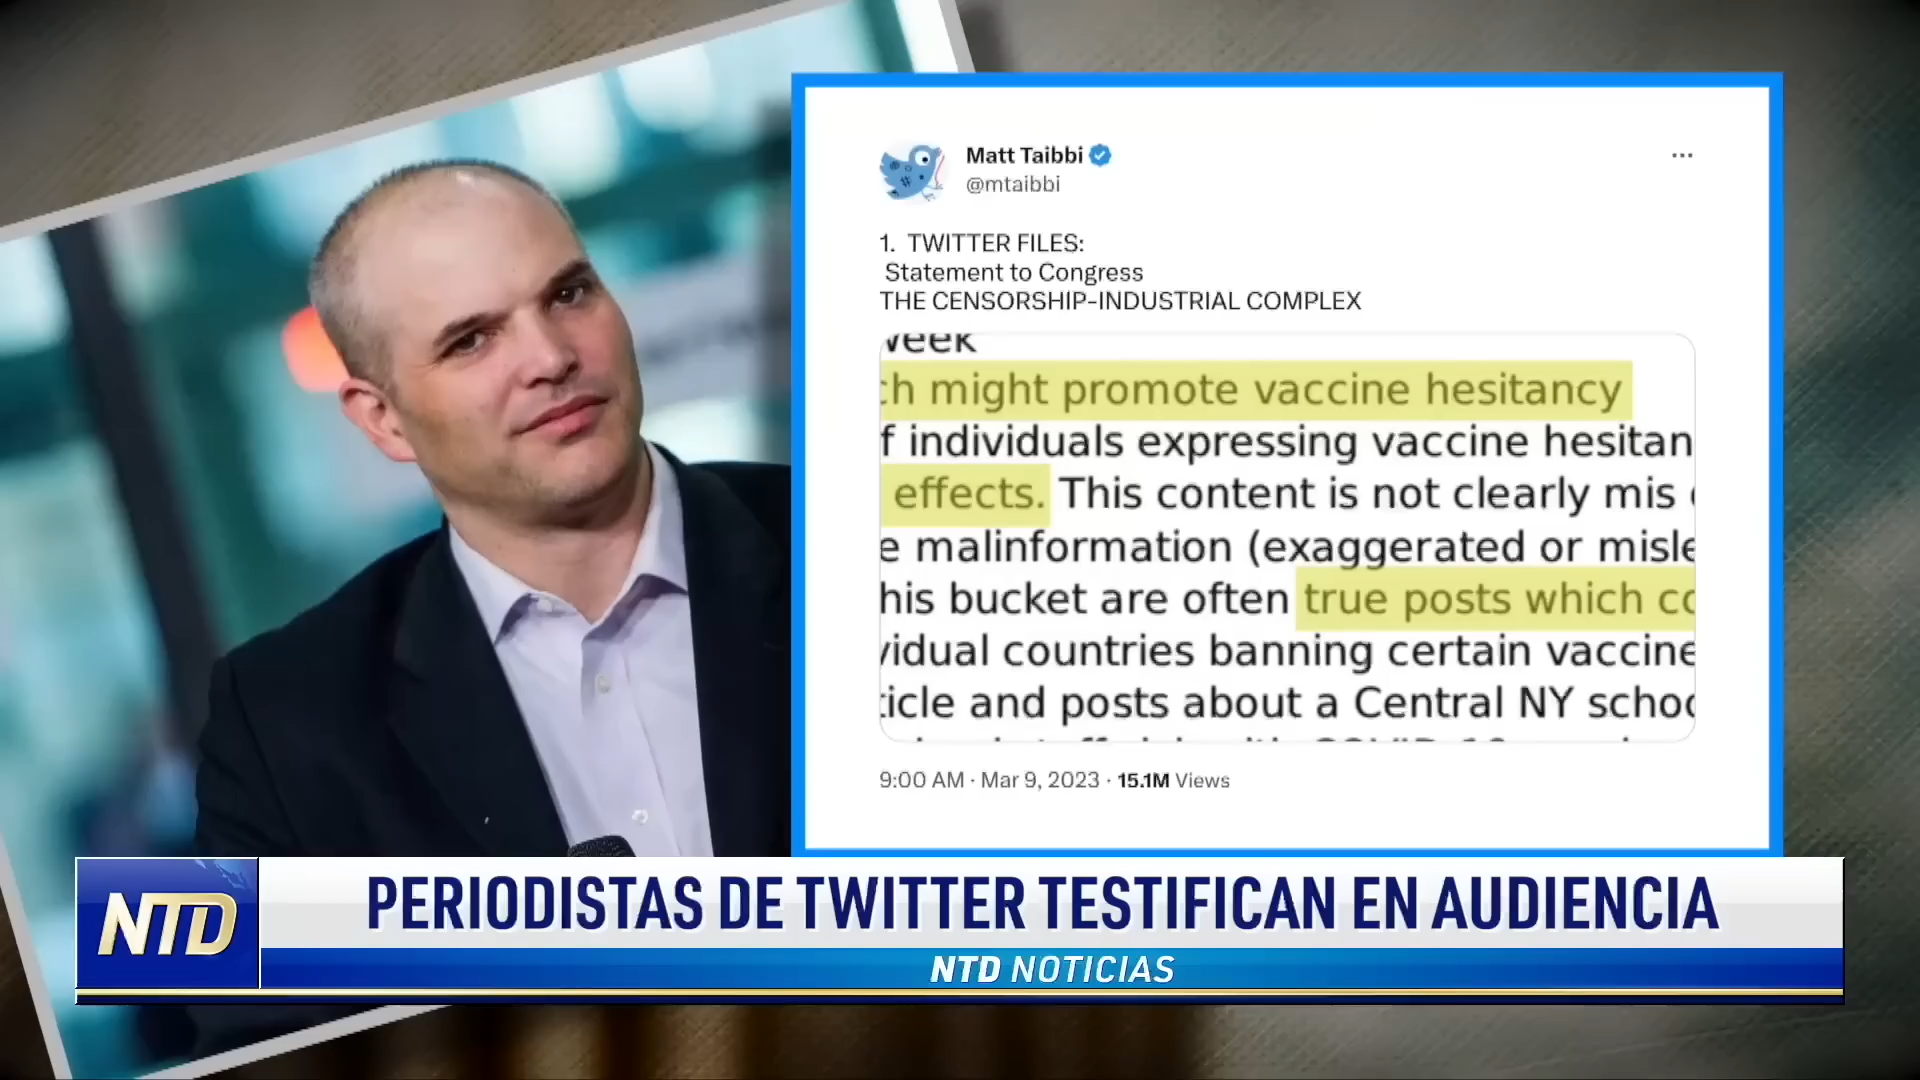 Matt Taibbi
@mtaibbi
1. TWITTER FILES:
Statement to Congress
THE CENSORSHIP-INDUSTRIAL COMPLEX
week
ch might promote vaccine hesitancy
f individuals expressing vaccine hesitan
effects. This content is not clearly mis
e malinformation (exaggerated or misle
his bucket are often true posts which co
vidual countries banning certain vaccine
icle and posts about a Central NY schoo
9:00 AM · Mar 9, 2023 · 15.1M Views
NTD
PERIODISTAS DE TWITTER TESTIFICAN EN AUDIENCIA
NTD NOTICIAS